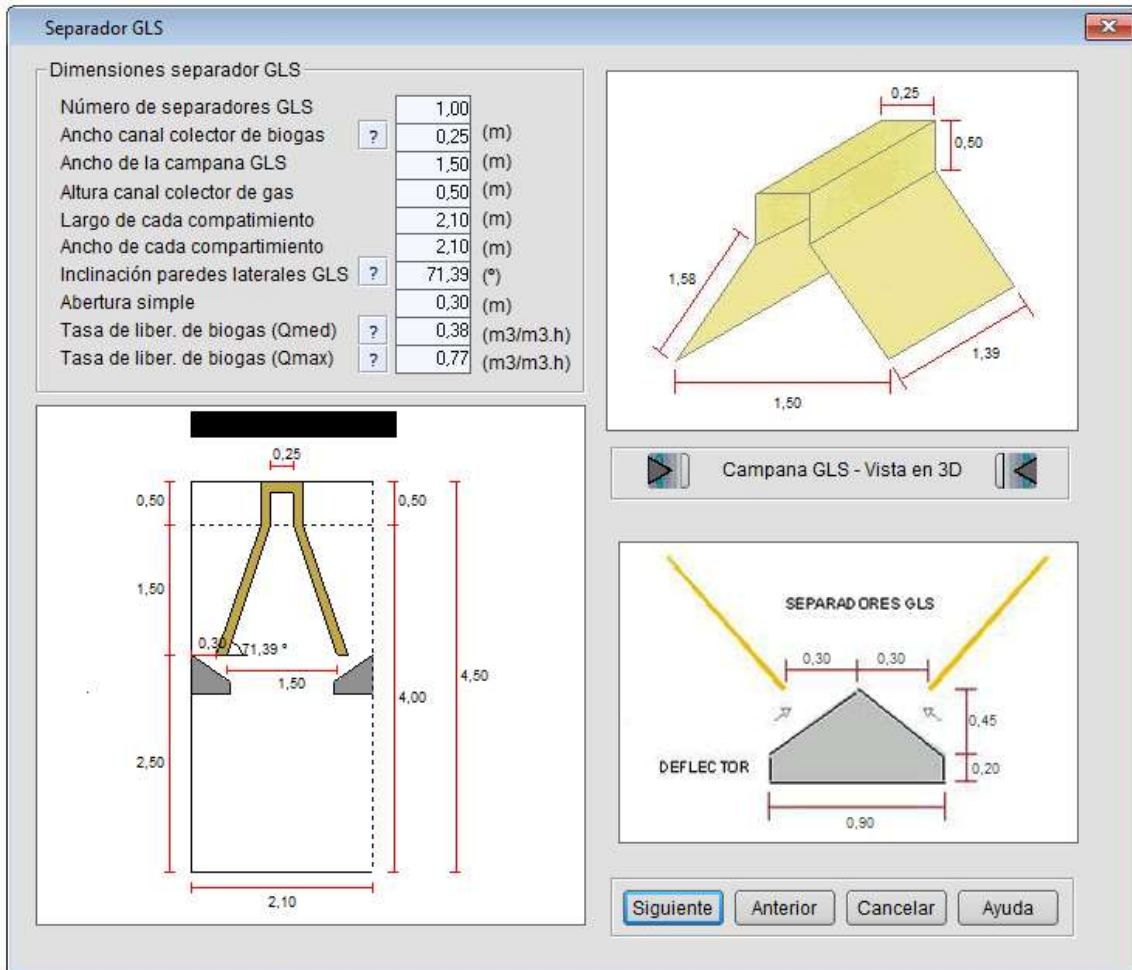 Separador GLS
Dimensiones separador GLS
Número de separadores GLS 1,00
Ancho canal colector de biogas ? 0,25 (m)
Ancho de la campana GLS 1,50 (m)
Altura canal colector de gas 0,50 (m)
Largo de cada compatimiento 2,10 (m)
Ancho de cada compartimiento 2,10 (m)
Inclinación paredes laterales GLS ? 71,39 (º)
Abertura simple 0,30 (m)
Tasa de liber. de biogas (Qmed) ? 0,38 (m3/m3.h)
Tasa de liber. de biogas (Qmax) ? 0,77 (m3/m3.h)
0,25
0,50
1,58
1,39
1,50
Campana GLS - Vista en 3D
0,25
0,50 0,50
1,50
0,30 71,39 º
1,50
4,00
4,50
2,50
2,10
SEPARADORES GLS
0,30 0,30
0,45
DEFLECTOR
0,20
0,90
Siguiente Anterior Cancelar Ayuda